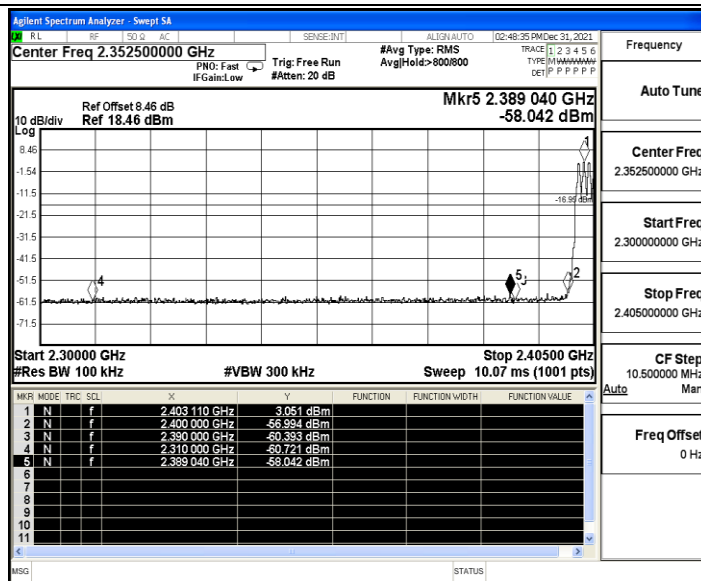 Agilent Spectrum Analyzer - Swept SA
RL RF 50 Ω AC SENSE:INT ALIGNAUTO 02:48:35 PM Dec 31, 2021
Center Freq 2.352500000 GHz
PNO: Fast
IFGain:Low
Trig: Free Run
#Atten: 20 dB
#Avg Type: RMS
Avg|Hold:>800/800
TRACE 1 2 3 4 5 6
TYPE MWWWWW
DET P P P P P P
Ref Offset 8.46 dB
10 dB/div Ref 18.46 dBm
Log
Mkr5 2.389 040 GHz
-58.042 dBm
8.46
-1.54
-11.5
-21.5
-31.5
-41.5
-51.5
-61.5
-71.5
1
-16.95 dBm
4
5
2
Start 2.30000 GHz Stop 2.40500 GHz
#Res BW 100 kHz #VBW 300 kHz Sweep 10.07 ms (1001 pts)
MKR MODE TRC SCL X Y FUNCTION FUNCTION WIDTH FUNCTION VALUE
1 N f 2.403 110 GHz 3.051 dBm
2 N f 2.400 000 GHz -56.994 dBm
3 N f 2.390 000 GHz -60.393 dBm
4 N f 2.310 000 GHz -60.721 dBm
5 N f 2.389 040 GHz -58.042 dBm
6
7
8
9
10
11
MSG STATUS
Frequency
Auto Tune
Center Freq
2.352500000 GHz
Start Freq
2.300000000 GHz
Stop Freq
2.405000000 GHz
CF Step
10.500000 MHz
Auto Man
Freq Offset
0 Hz